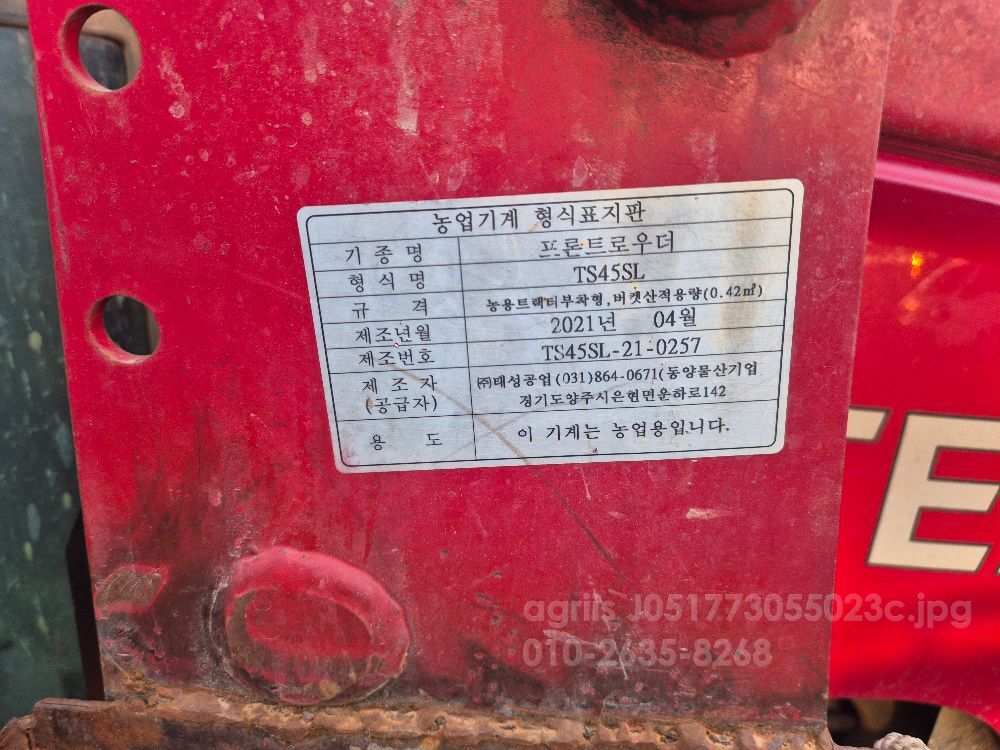 농업기계 형식표지판
기종명 프론트로우더
형식명 TS45SL
규격 농용트랙터부착형,버켓산적용량(0.42㎥)
제조년월 2021년 04월
제조번호 TS45SL-21-0257
제조자 ㈜태성공업(031)864-0671(동양물산기업
(공급자) 경기도양주시은현면운하로142
용도 이 기계는 농업용입니다.
TE
agriis J051773055023c.jpg
010-2635-8268